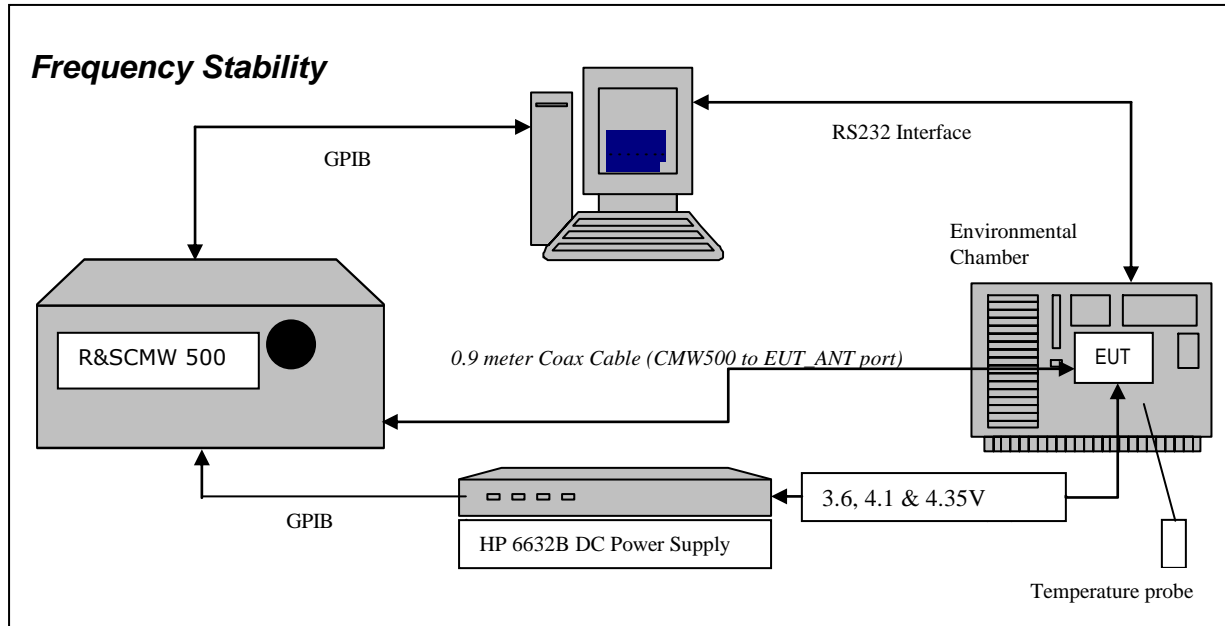 Frequency Stability
GPIB
RS232 Interface
Environmental
Chamber
R&SCMW 500
0.9 meter Coax Cable (CMW500 to EUT_ANT port)
EUT
3.6, 4.1 & 4.35V
GPIB
HP 6632B DC Power Supply
Temperature probe